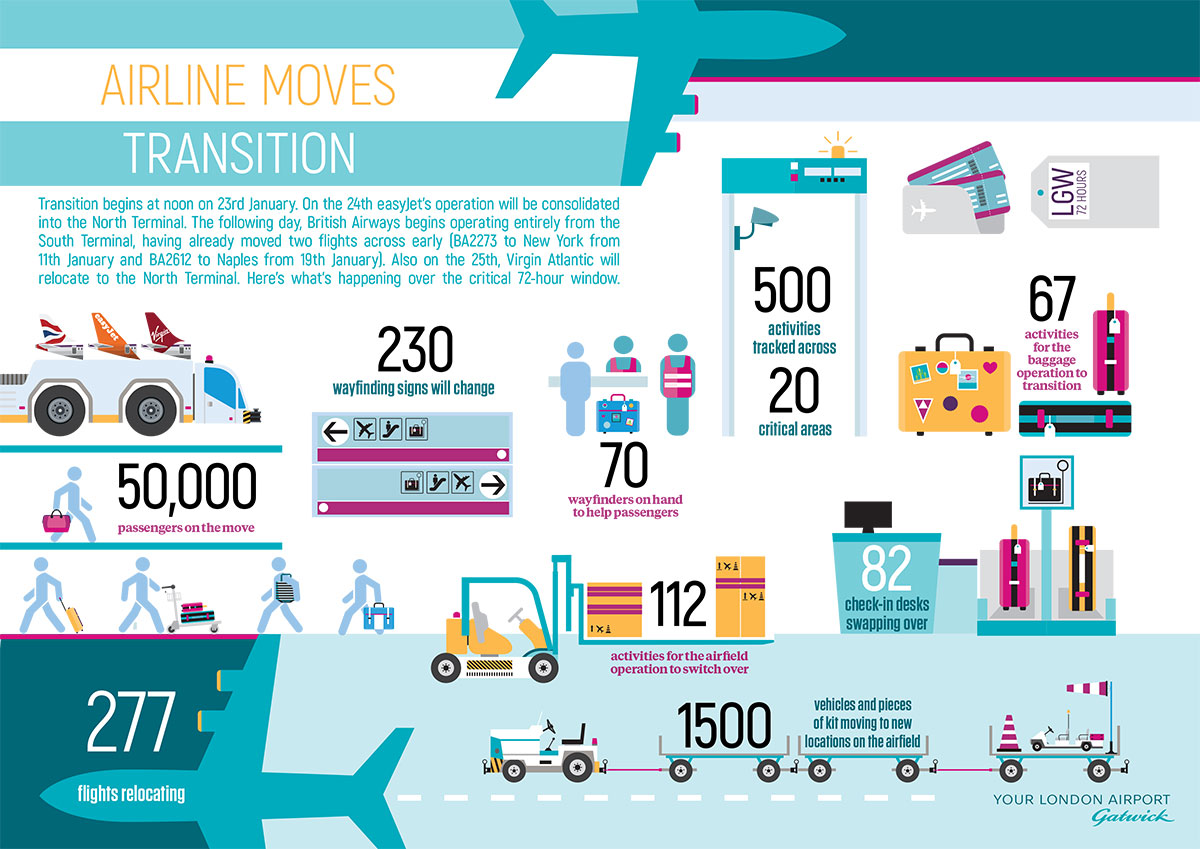 AIRLINE MOVES
TRANSITION
Transition begins at noon on 23rd January. On the 24th easyJet's operation will be consolidated
into the North Terminal. The following day, British Airways begins operating entirely from the
South Terminal, having already moved two flights across early (BA2273 to New York from
11th January and BA2612 to Naples from 19th January). Also on the 25th, Virgin Atlantic will
relocate to the North Terminal. Here's what's happening over the critical 72-hour window.
LGW
72 HOURS
easyJet
Virgin
230
wayfinding signs will change
500
activities
tracked across
20
critical areas
67
activities
for the
baggage
operation to
transition
50,000
passengers on the move
70
wayfinders on hand
to help passengers
82
check-in desks
swapping over
112
activities for the airfield
operation to switch over
277
flights relocating
1500
vehicles and pieces
of kit moving to new
locations on the airfield
YOUR LONDON AIRPORT
Gatwick